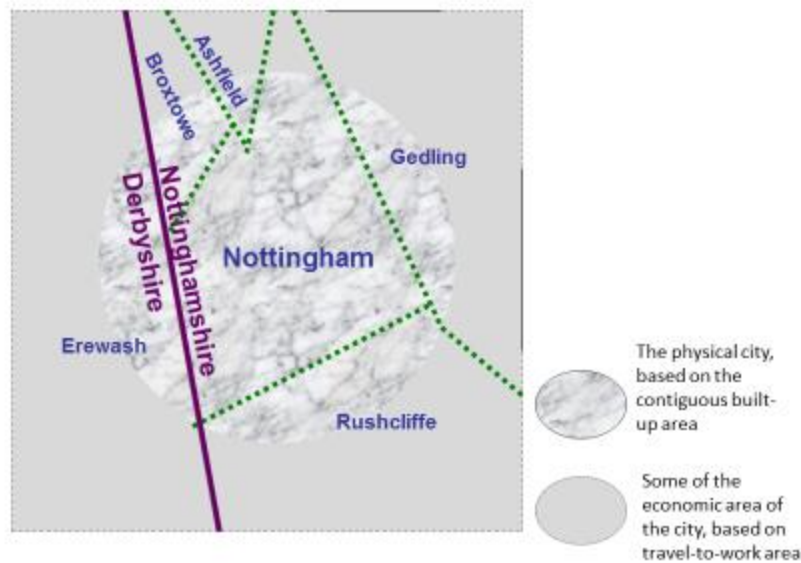 Ashfield
Broxtowe
Gedling
Nottinghamshire
Derbyshire
Nottingham
Erewash
Rushcliffe
The physical city,
based on the
contiguous built-
up area
Some of the
economic area of
the city, based on
travel-to-work area